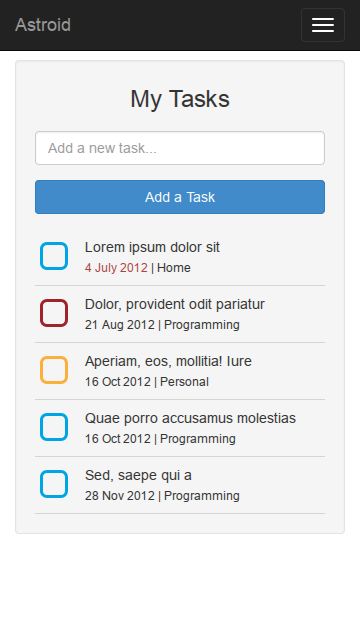 Astroid
My Tasks
Add a new task...
Add a Task
Lorem ipsum dolor sit
4 July 2012 | Home
Dolor, provident odit pariatur
21 Aug 2012 | Programming
Aperiam, eos, mollitia! Iure
16 Oct 2012 | Personal
Quae porro accusamus molestias
16 Oct 2012 | Programming
Sed, saepe qui a
28 Nov 2012 | Programming